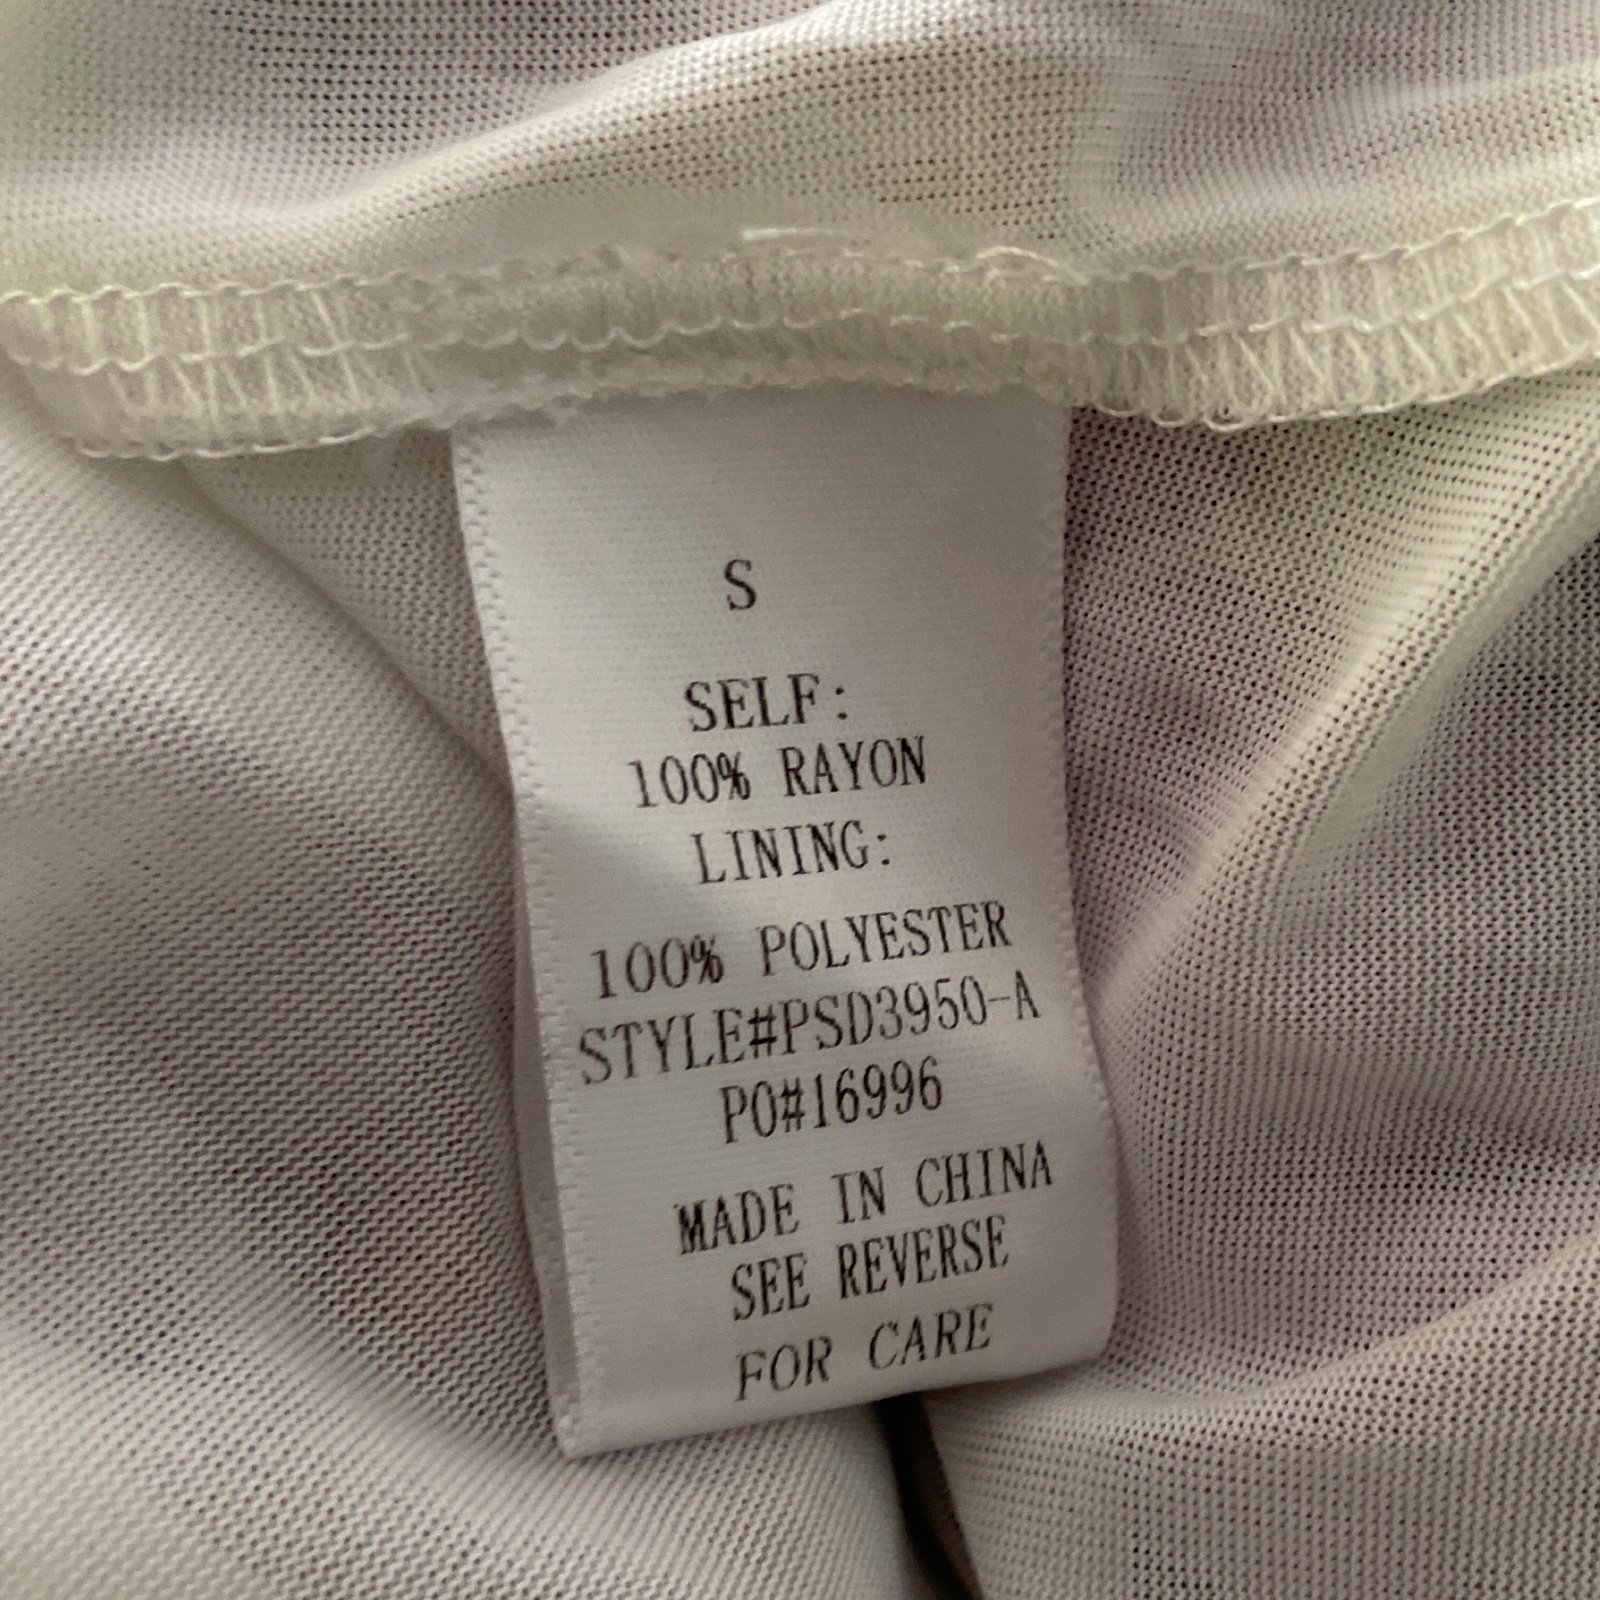 S
SELF:
100% RAYON
LINING:
100% POLYESTER
STYLE#PSD3950-A
PO#16996
MADE IN CHINA
SEE REVERSE
FOR CARE